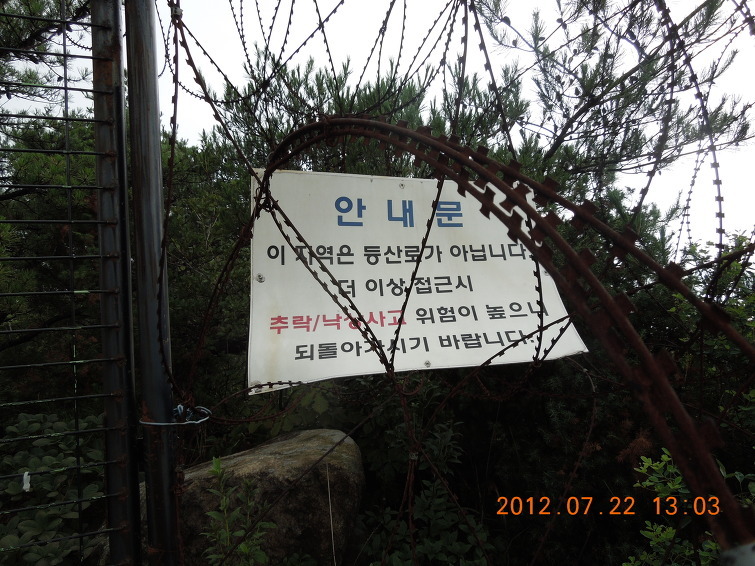 안 내 문
이 지역은 등산로가 아닙니다.
더 이상 접근시
추락/낙상사고 위험이 높으니
되돌아가시기 바랍니다.
2012.07.22 13:03